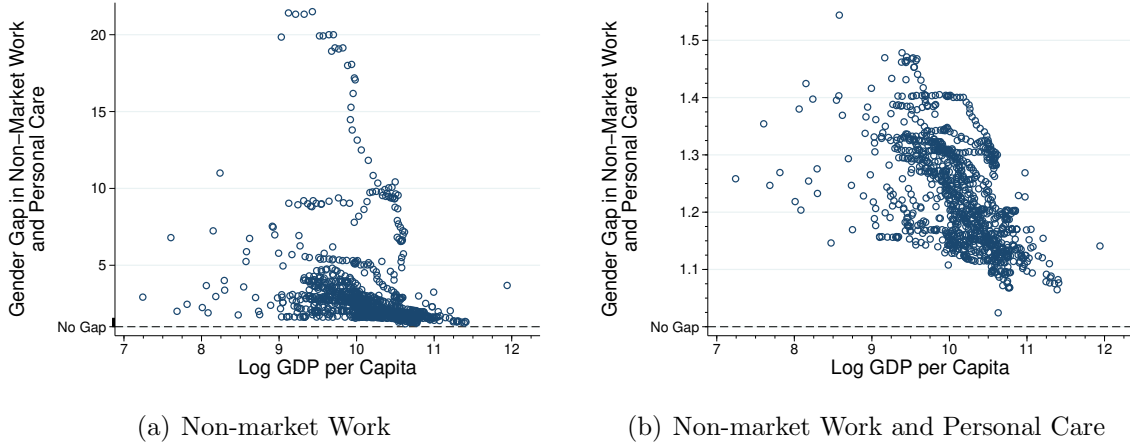 Gender Gap in Non−Market Work
and Personal Care
20
15
10
5
No Gap
7 8 9 10 11 12
Log GDP per Capita
(a) Non-market Work
Gender Gap in Non−Market Work
and Personal Care
1.5
1.4
1.3
1.2
1.1
No Gap
7 8 9 10 11 12
Log GDP per Capita
(b) Non-market Work and Personal Care